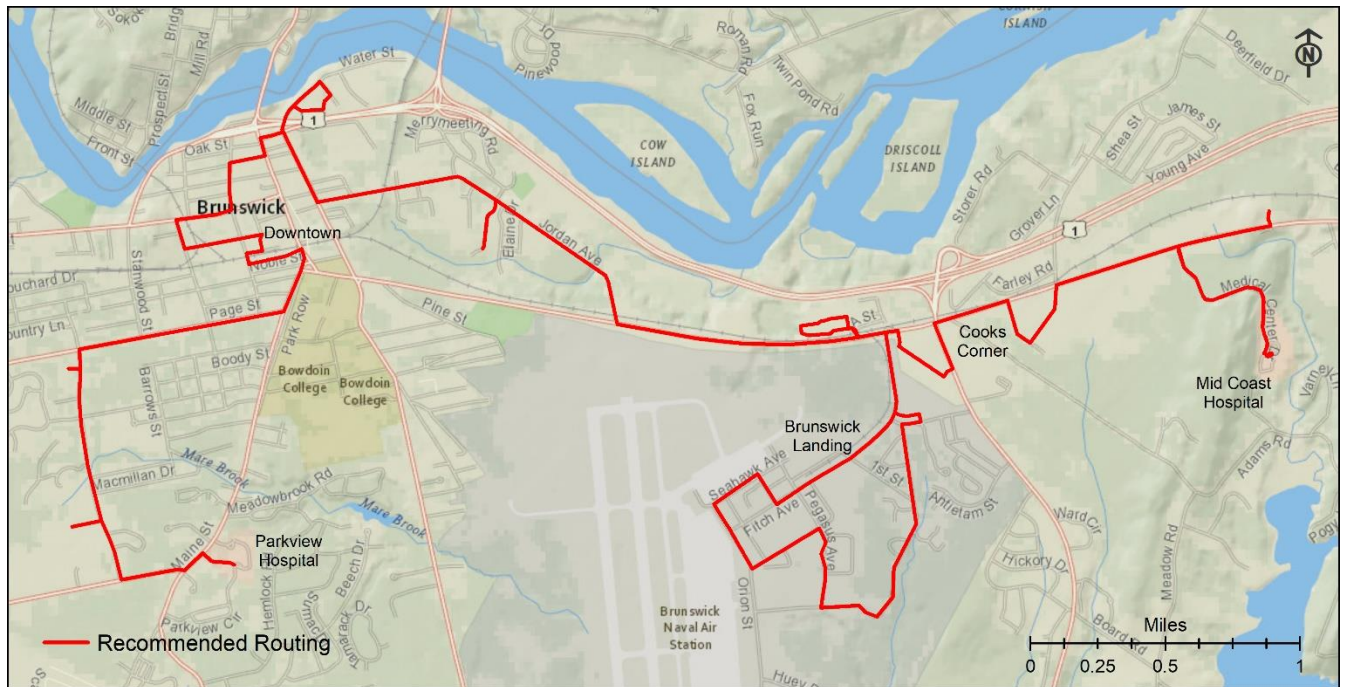 Water St
Pinewood
Dr
Roman Rd
Twin Pond Rd
Fox Run
ISLAND
Deerfield Dr
N
Bridg
Mill Rd
Prospect St
Middle St
Front St
Oak St
1
Merrymeeting Rd
COW
ISLAND
DRISCOLL
ISLAND
James St
Shea St
Young Ave
Storer Rd
Grover Ln
1
Brunswick
Downtown
Elaine Dr
Jordan Ave
Farley Rd
Stanwood St
Noble St
ouchard Dr
Page St
ountry Ln
Pine St
A St
Medical Center D
Park Row
Boody St
Barrows St
Bowdoin
College
Bowdoin
College
Cooks
Corner
Mid Coast
Hospital
Brunswick
Landing
Adams Rd
Macmillan Dr
Mare Brook
Meadowbrook Rd
Mare Brook
Seahawk Ave
Fitch Ave
Pegasus Ave
1st St
Antietam St
Ward Cir
Hickory Dr
Meadow Rd
Maine St
Parkview
Hospital
Beech Dr
Tamarack Dr
Parkview Cir
Orion St
Board Rd
Brunswick
Naval Air
Station
Recommended Routing
Miles
0 0.25 0.5 1